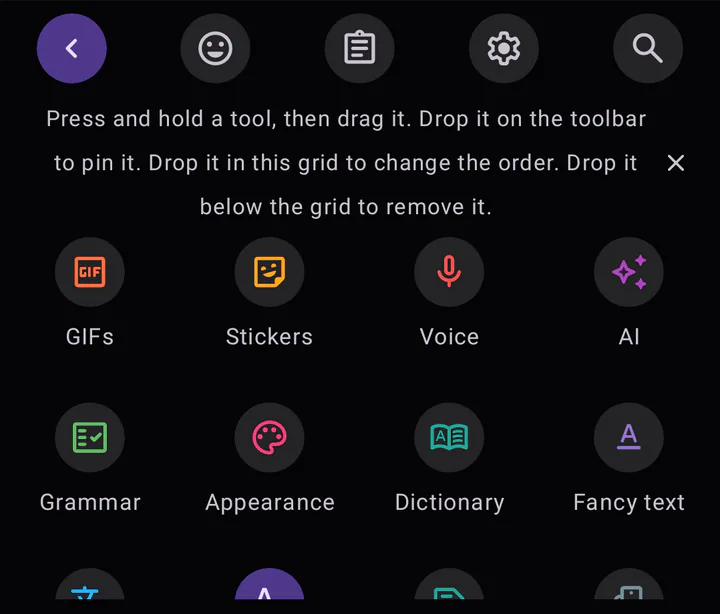 Press and hold a tool, then drag it. Drop it on the toolbar
to pin it. Drop it in this grid to change the order. Drop it
below the grid to remove it.
GIF
GIFs
Stickers
Voice
AI
A
A
Grammar
Appearance
Dictionary
Fancy text